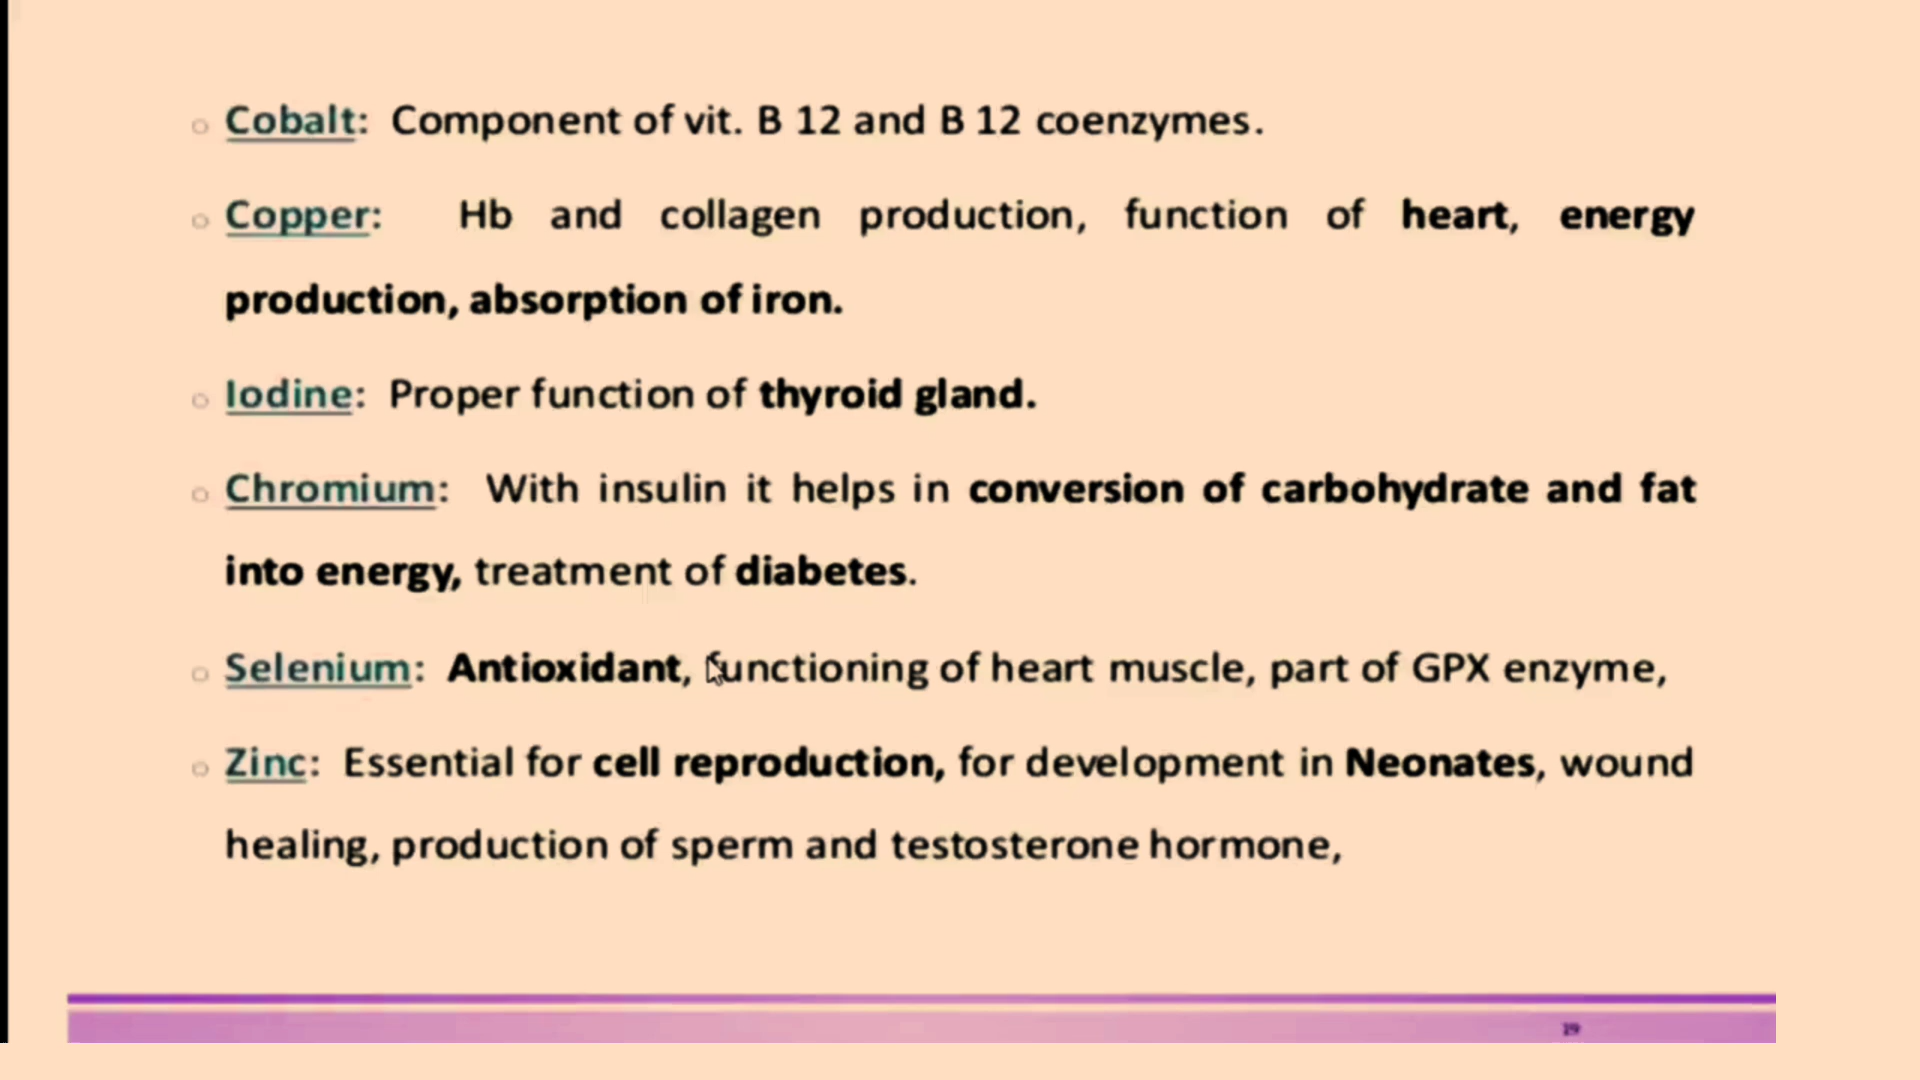 Cobalt: Component of vit. B 12 and B 12 coenzymes.
Copper: Hb and collagen production, function of heart, energy
production, absorption of iron.
Iodine: Proper function of thyroid gland.
Chromium: With insulin it helps in conversion of carbohydrate and fat
into energy, treatment of diabetes.
Selenium: Antioxidant, functioning of heart muscle, part of GPX enzyme,
Zinc: Essential for cell reproduction, for development in Neonates, wound
healing, production of sperm and testosterone hormone,